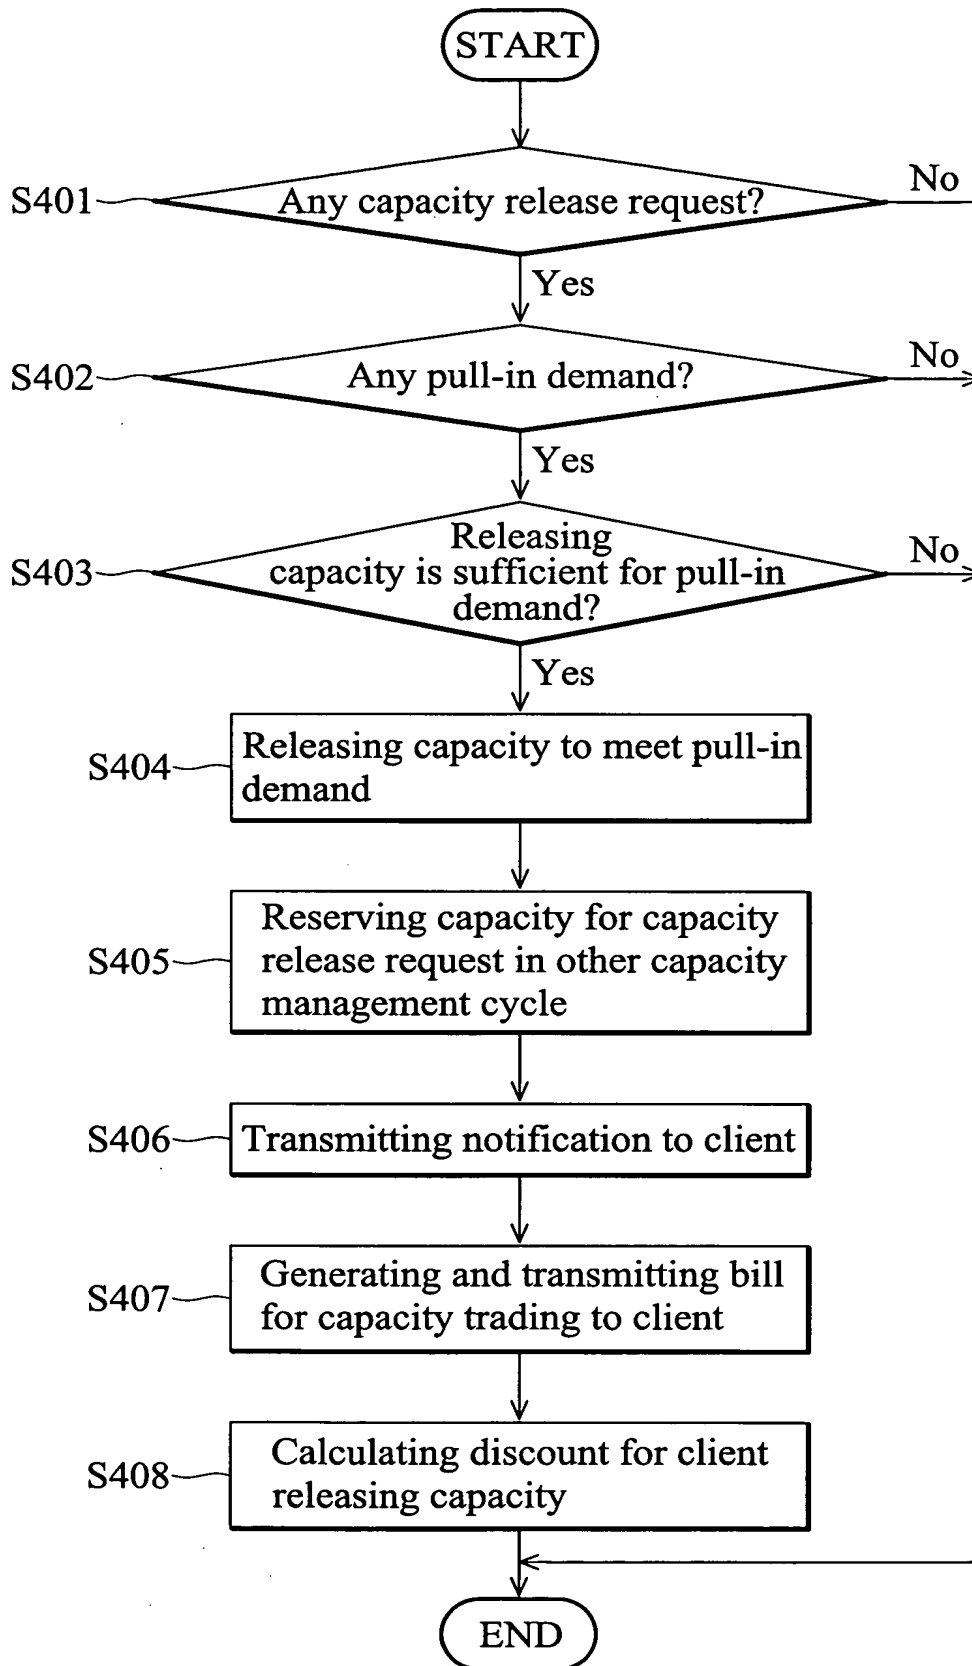 START
S401
Any capacity release request?
No
Yes
S402
Any pull-in demand?
No
Yes
S403
Releasing
capacity is sufficient for pull-in
demand?
No
Yes
S404
Releasing capacity to meet pull-in
demand
S405
Reserving capacity for capacity
release request in other capacity
management cycle
S406
Transmitting notification to client
S407
Generating and transmitting bill
for capacity trading to client
S408
Calculating discount for client
releasing capacity
END